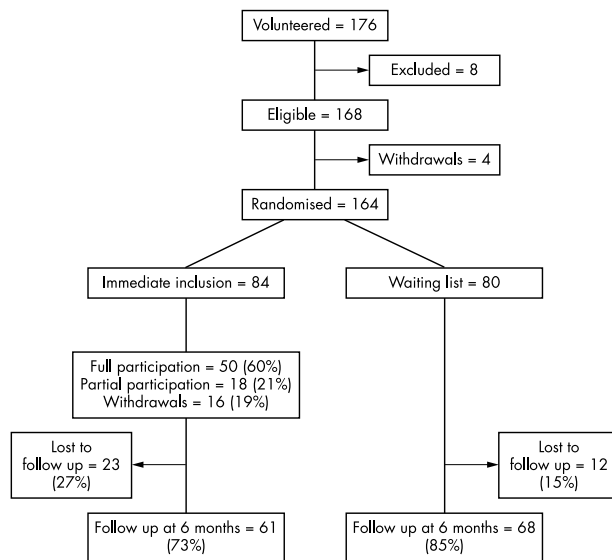 Volunteered = 176
Excluded = 8
Eligible = 168
Withdrawals = 4
Randomised = 164
Immediate inclusion = 84
Waiting list = 80
Full participation = 50 (60%)
Partial participation = 18 (21%)
Withdrawals = 16 (19%)
Lost to
follow up = 23
(27%)
Lost to
follow up = 12
(15%)
Follow up at 6 months = 61
(73%)
Follow up at 6 months = 68
(85%)